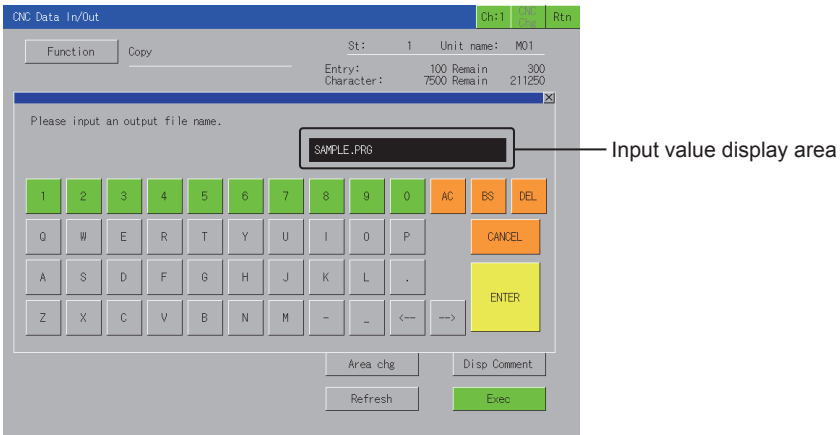 CNC Data In/Out Ch:1 CNC Chg Rtn
Function Copy St: 1 Unit name: M01
Entry: 100 Remain 300
Character: 7500 Remain 211250
Please input an output file name.
SAMPLE.PRG
Input value display area
1 2 3 4 5 6 7 8 9 0 AC BS DEL
Q W E R T Y U I O P CANCEL
A S D F G H J K L .
ENTER
Z X C V B N M - _ <-- -->
Area chg Disp Comment
Refresh Exec